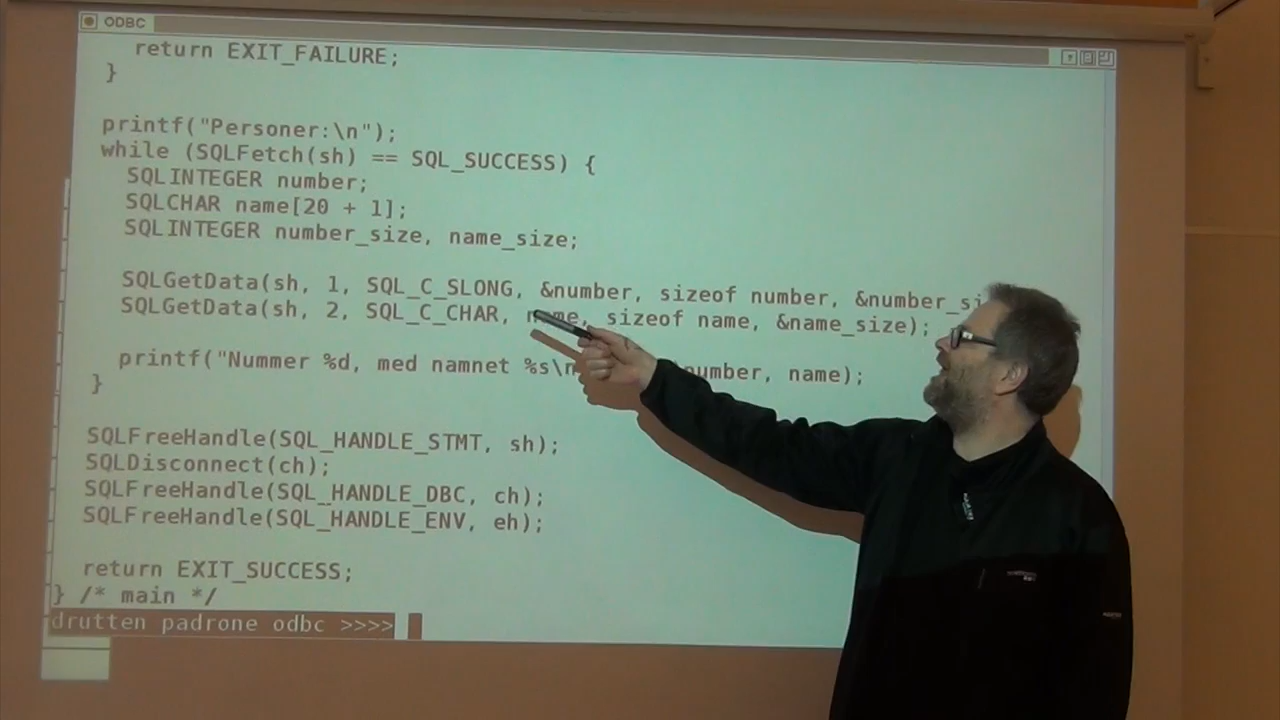 ODBC
return EXIT_FAILURE;
}
printf("Personer:\n");
while (SQLFetch(sh) == SQL_SUCCESS) {
SQLINTEGER number;
SQLCHAR name[20 + 1];
SQLINTEGER number_size, name_size;
SQLGetData(sh, 1, SQL_C_SLONG, &number, sizeof number, &number_si
SQLGetData(sh, 2, SQL_C_CHAR, name, sizeof name, &name_size);
printf("Nummer %d, med namnet %s\n number, name);
}
SQLFreeHandle(SQL_HANDLE_STMT, sh);
SQLDisconnect(ch);
SQLFreeHandle(SQL_HANDLE_DBC, ch);
SQLFreeHandle(SQL_HANDLE_ENV, eh);
return EXIT_SUCCESS;
} /* main */
drutten padrone odbc >>>>